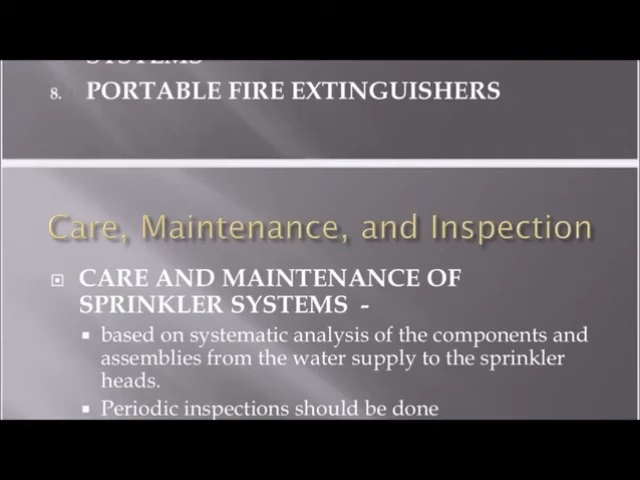 SYSTEMS
8. PORTABLE FIRE EXTINGUISHERS
Care, Maintenance, and Inspection
CARE AND MAINTENANCE OF
SPRINKLER SYSTEMS -
based on systematic analysis of the components and
assemblies from the water supply to the sprinkler
heads.
Periodic inspections should be done